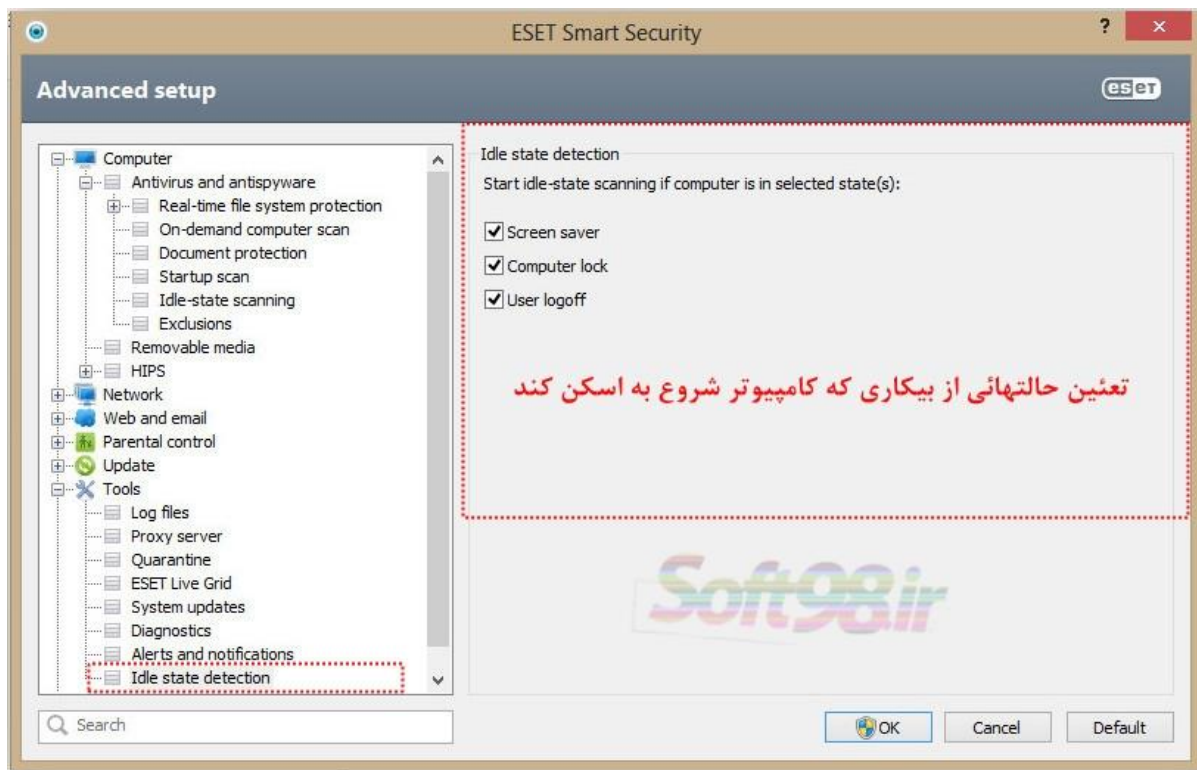 ESET Smart Security
?
Advanced setup
eset
Computer
Antivirus and antispyware
Real-time file system protection
On-demand computer scan
Document protection
Startup scan
Idle-state scanning
Exclusions
Removable media
HIPS
Network
Web and email
Parental control
Update
Tools
Log files
Proxy server
Quarantine
ESET Live Grid
System updates
Diagnostics
Alerts and notifications
Idle state detection
Search
Idle state detection
Start idle-state scanning if computer is in selected state(s):
Screen saver
Computer lock
User logoff
تعئین حالتهائی از بیکاری که کامپیوتر شروع به اسکن کند
Soft98.ir
OK
Cancel
Default